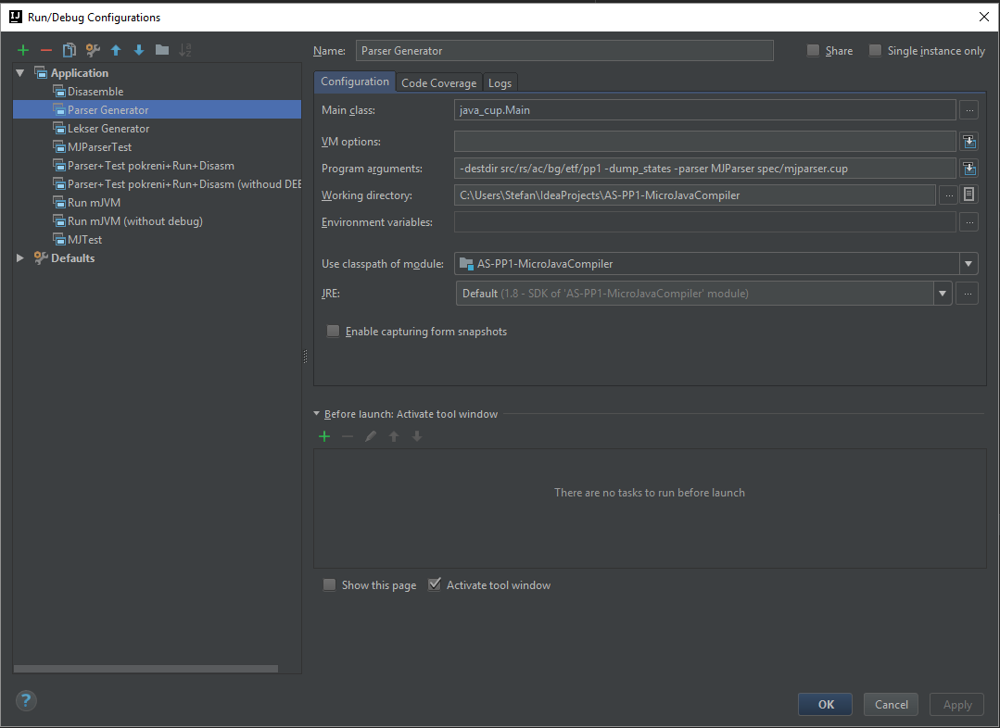 Run/Debug Configurations
Name: Parser Generator Share Single instance only
Application
Disasemble
Parser Generator
Lekser Generator
MJParserTest
Parser+Test pokreni+Run+Disasm
Parser+Test pokreni+Run+Disasm (withoud DEE
Run mJVM
Run mJVM (without debug)
MJTest
Defaults
Configuration Code Coverage Logs
Main class: java_cup.Main
VM options:
Program arguments: -destdir src/rs/ac/bg/etf/pp1 -dump_states -parser MJParser spec/mjparser.cup
Working directory: C:\Users\Stefan\IdeaProjects\AS-PP1-MicroJavaCompiler
Environment variables:
Use classpath of module: AS-PP1-MicroJavaCompiler
JRE: Default (1.8 - SDK of 'AS-PP1-MicroJavaCompiler' module)
Enable capturing form snapshots
Before launch: Activate tool window
There are no tasks to run before launch
Show this page Activate tool window
? OK Cancel Apply